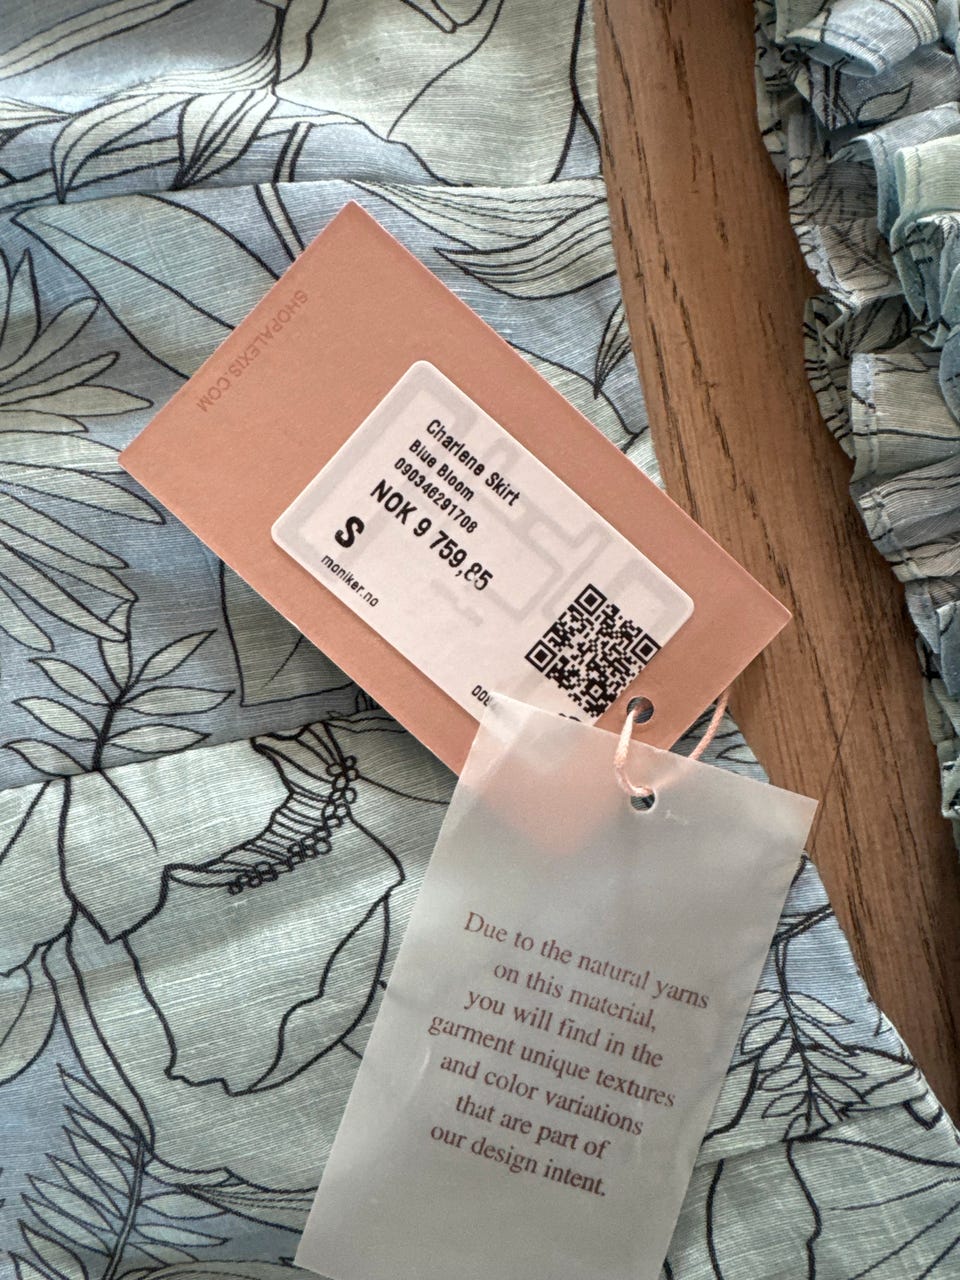 SHOPALEXIS.COM
Charlene Skirt
Blue Bloom
090346291708
NOK 9 759,85
S
moniker.no
Due to the natural yarns
on this material,
you will find in the
garment unique textures
and color variations
that are part of
our design intent.